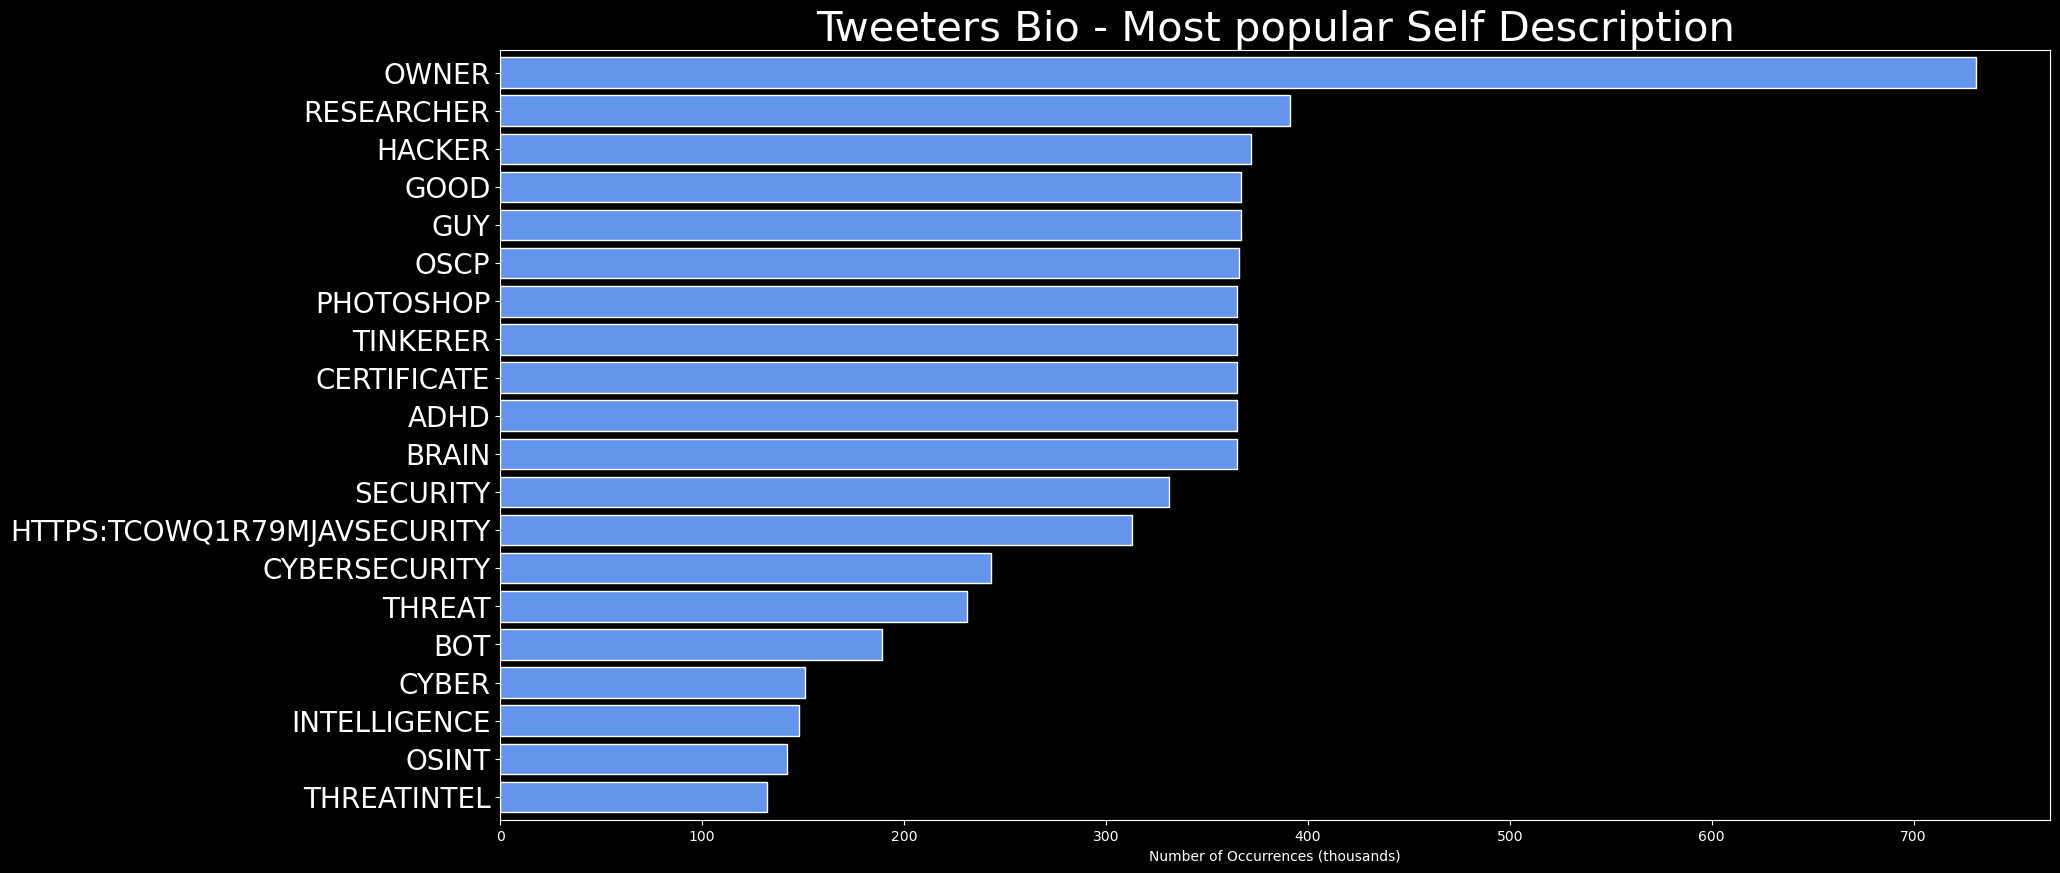 Tweeters Bio - Most popular Self Description
OWNER
RESEARCHER
HACKER
GOOD
GUY
OSCP
PHOTOSHOP
TINKERER
CERTIFICATE
ADHD
BRAIN
SECURITY
HTTPS:TCOWQ1R79MJAVSECURITY
CYBERSECURITY
THREAT
BOT
CYBER
INTELLIGENCE
OSINT
THREATINTEL
0 100 200 300 400 500 600 700
Number of Occurrences (thousands)